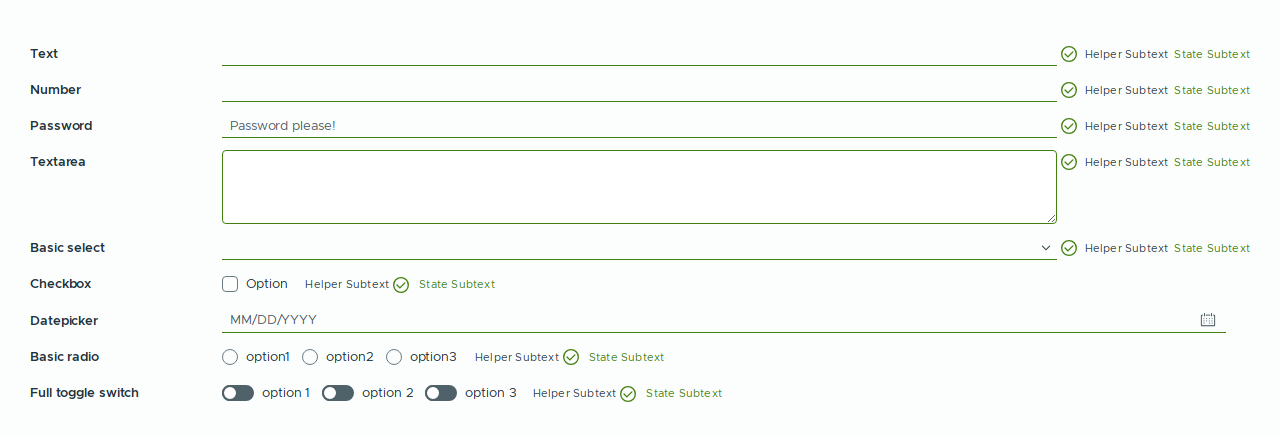 Text Helper Subtext State Subtext
Number Helper Subtext State Subtext
Password Password please! Helper Subtext State Subtext
Textarea Helper Subtext State Subtext
Basic select Helper Subtext State Subtext
Checkbox Option Helper Subtext State Subtext
Datepicker MM/DD/YYYY
Basic radio option1 option2 option3 Helper Subtext State Subtext
Full toggle switch option 1 option 2 option 3 Helper Subtext State Subtext